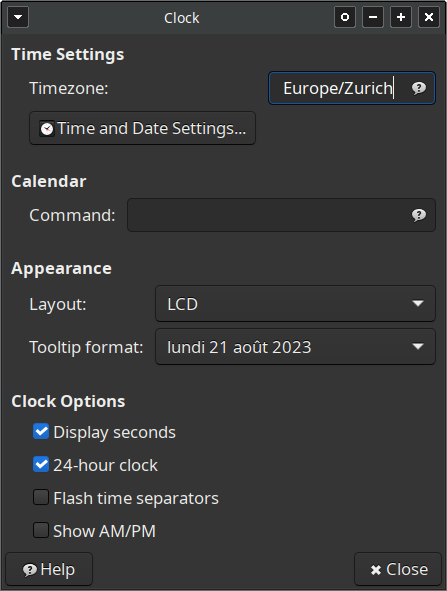 Clock
Time Settings
Timezone: Europe/Zurich
Time and Date Settings...
Calendar
Command:
Appearance
Layout: LCD
Tooltip format: lundi 21 août 2023
Clock Options
Display seconds
24-hour clock
Flash time separators
Show AM/PM
Help Close